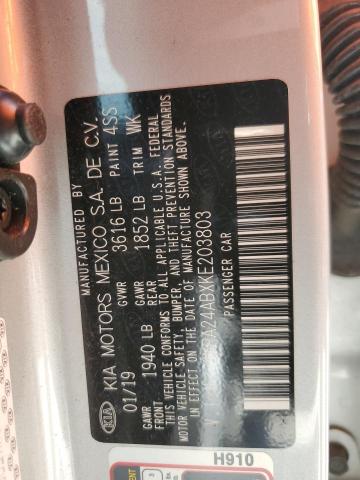 MANUFACTURED BY
KIA KIA MOTORS MEXICO S.A. DE C.V.
01/19 GVWR 3616 LB PAINT 4SS
GAWR FRONT 1940 LB GAWR REAR 1852 LB TRIM WK
THIS VEHICLE CONFORMS TO ALL APPLICABLE U.S.A. FEDERAL
MOTOR VEHICLE SAFETY, BUMPER, AND THEFT PREVENTION
STANDARDS IN EFFECT ON THE DATE OF MANUFACTURE SHOWN ABOVE.
A24ABXKE203803
PASSENGER CAR
H910